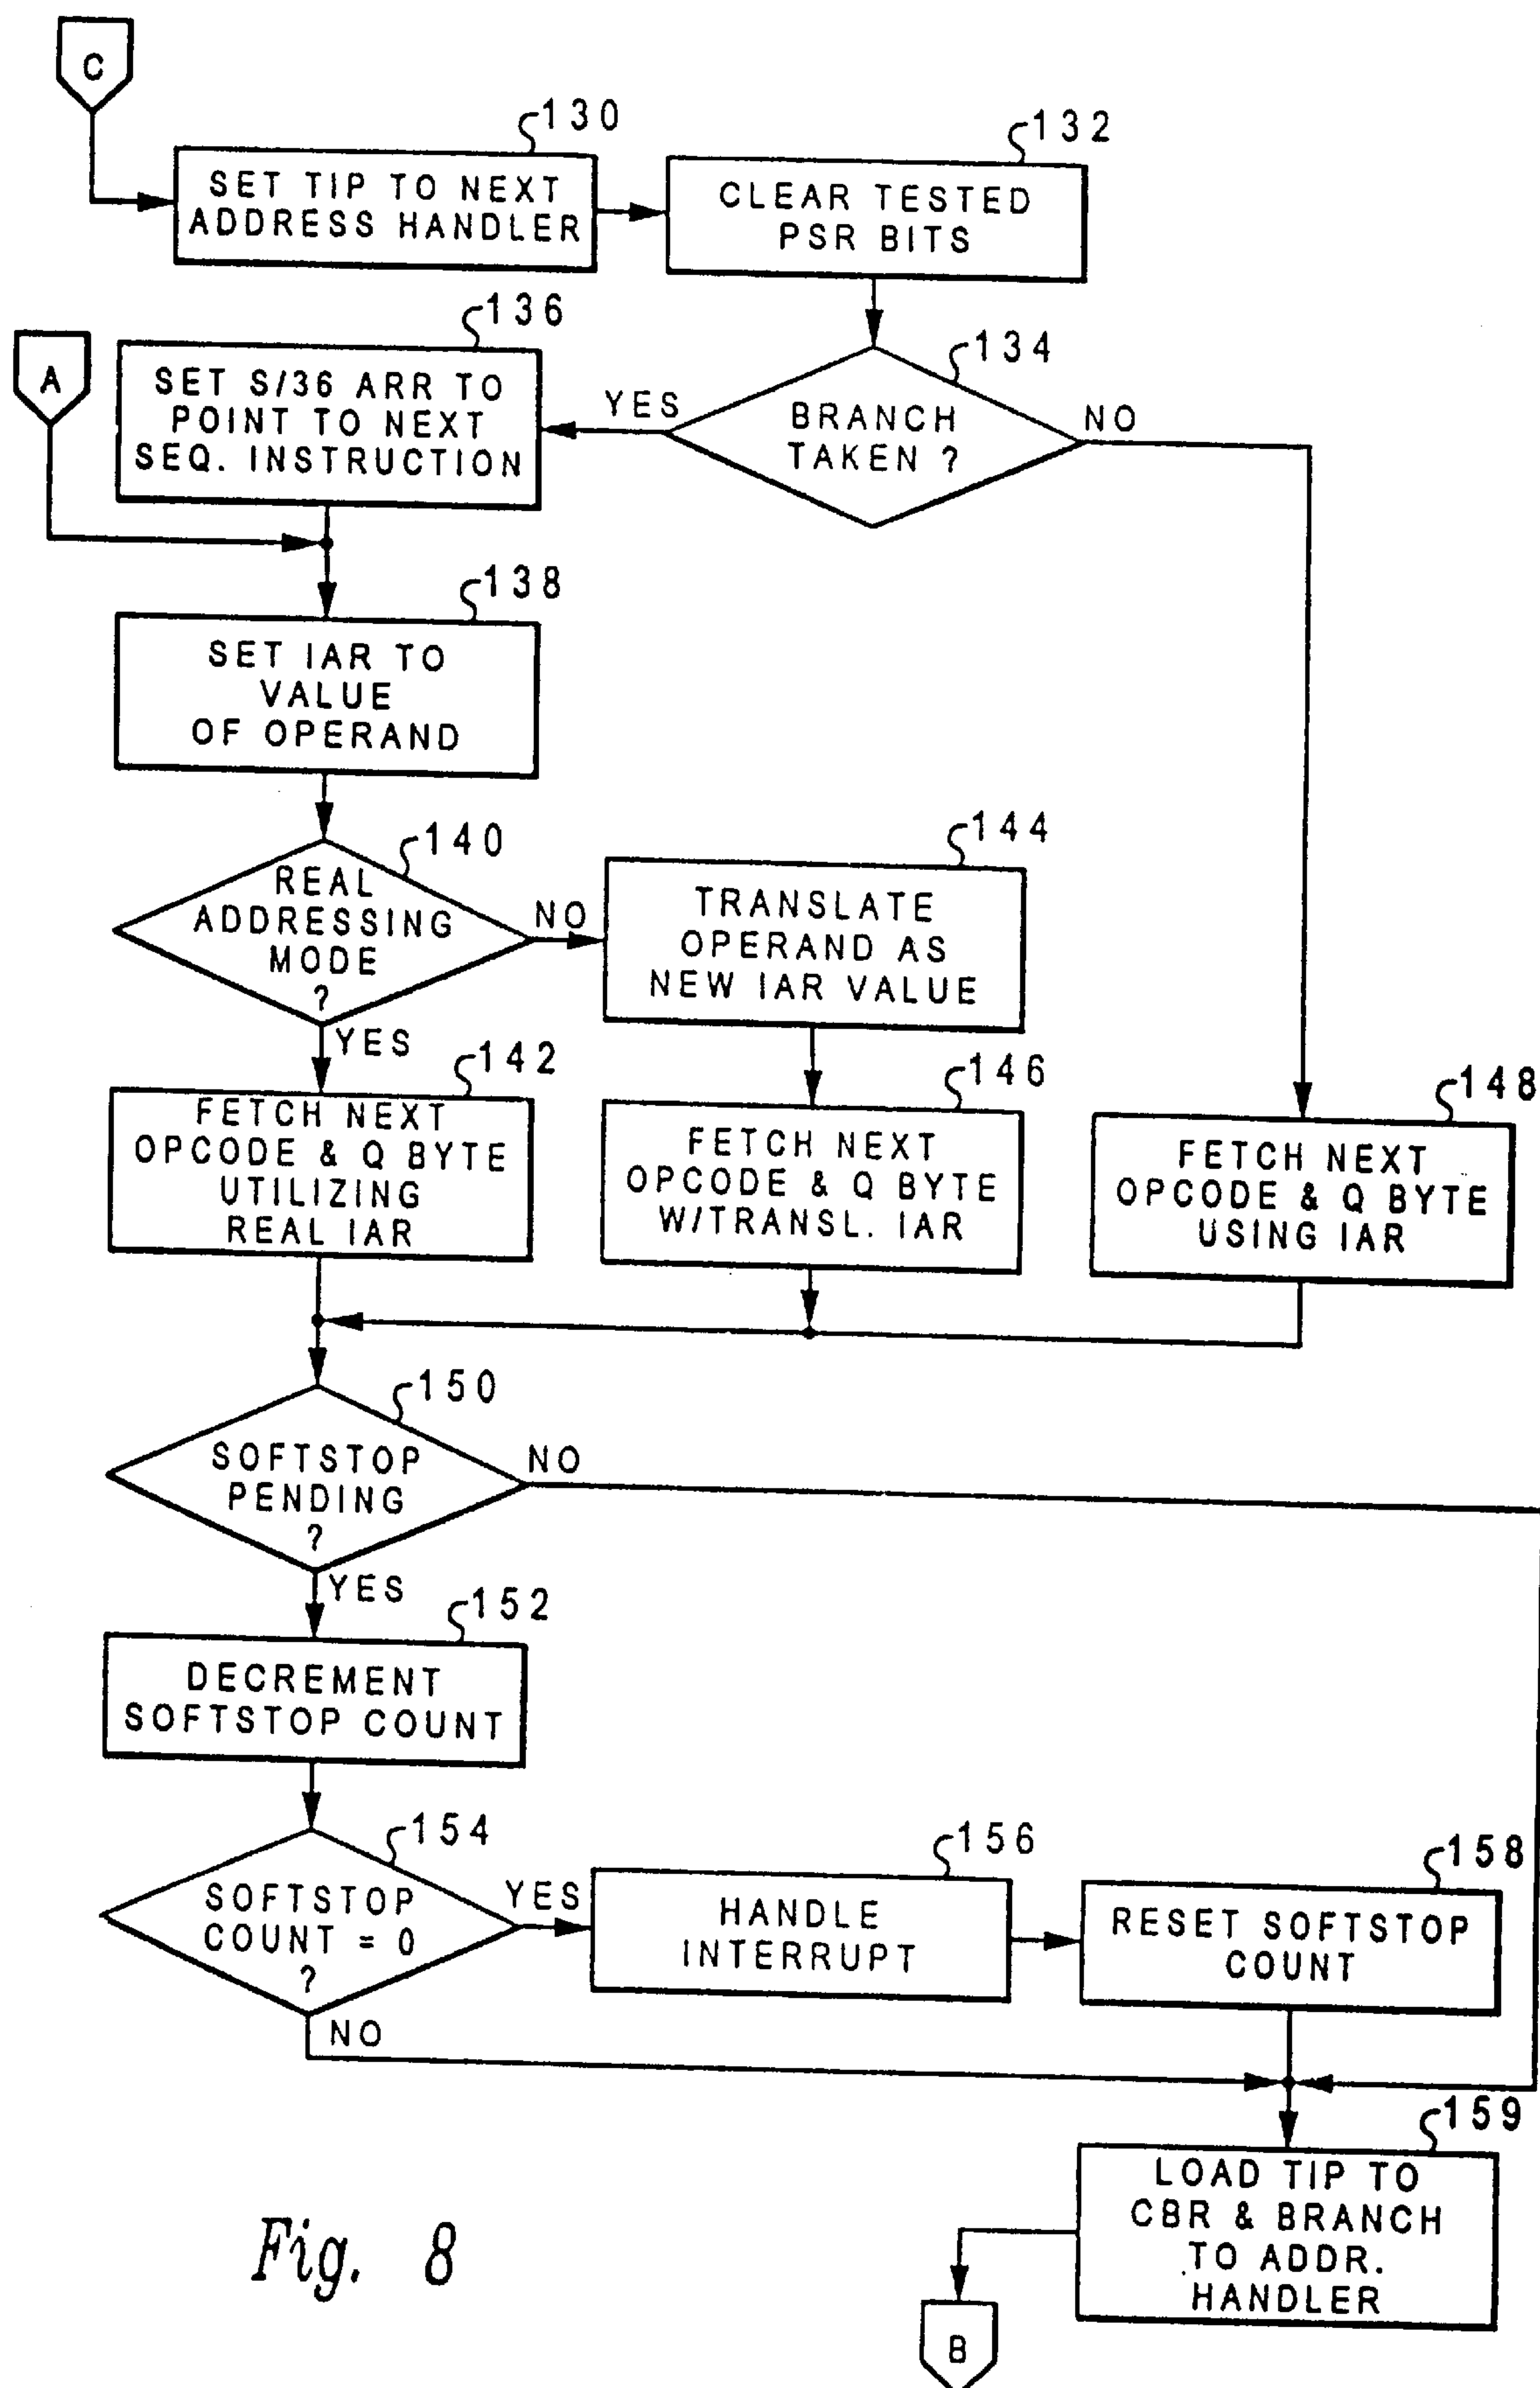 C
130
SET TIP TO NEXT
ADDRESS HANDLER
132
CLEAR TESTED
PSR BITS
A
136
SET S/36 ARR TO
POINT TO NEXT
SEQ. INSTRUCTION
YES
134
BRANCH
TAKEN ?
NO
138
SET IAR TO
VALUE
OF OPERAND
140
REAL
ADDRESSING
MODE
?
NO
YES
144
TRANSLATE
OPERAND AS
NEW IAR VALUE
142
FETCH NEXT
OPCODE & Q BYTE
UTILIZING
REAL IAR
146
FETCH NEXT
OPCODE & Q BYTE
W/TRANSL. IAR
148
FETCH NEXT
OPCODE & Q BYTE
USING IAR
150
SOFTSTOP
PENDING
?
NO
YES
152
DECREMENT
SOFTSTOP COUNT
154
SOFTSTOP
COUNT = 0
?
YES
NO
156
HANDLE
INTERRUPT
158
RESET SOFTSTOP
COUNT
159
LOAD TIP TO
CBR & BRANCH
TO ADDR.
HANDLER
B
Fig. 8